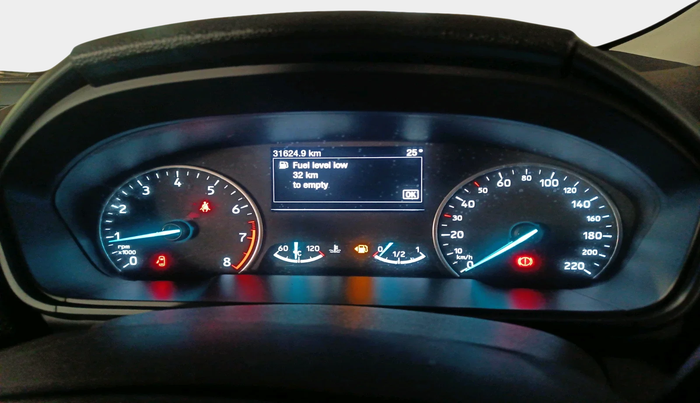 31624.9 km 25°
Fuel level low
32 km
to empty
OK
0 1 2 3 4 5 6 7 8
rpm
x1000
60 °C 120
0 1/2 1
0 10 20 30 40 50 60 80 100 120 140 160 180 200 220
km/h